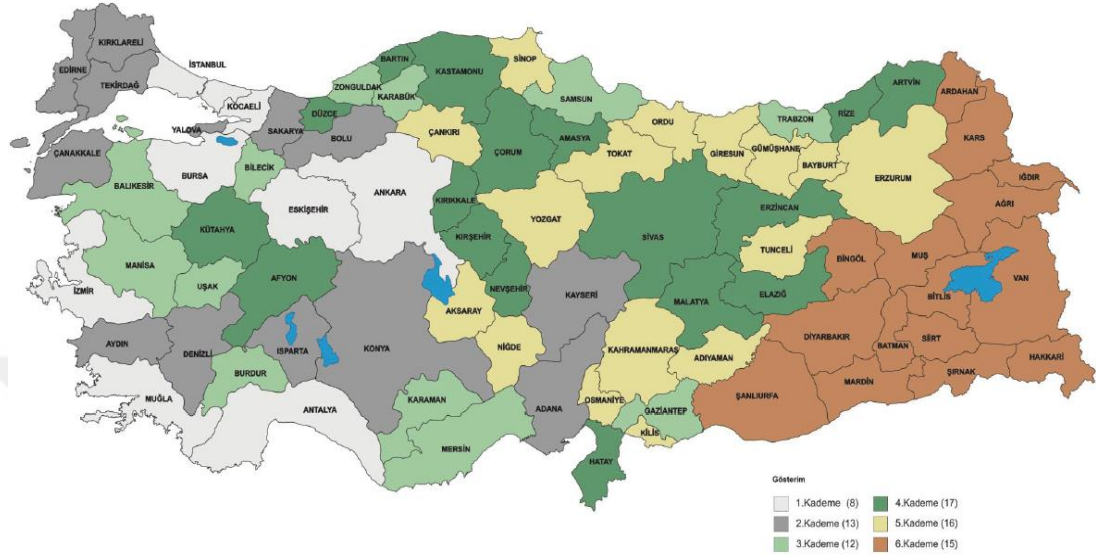 KIRKLARELİ
EDİRNE
TEKİRDAĞ
İSTANBUL
KOCAELİ
YALOVA
SAKARYA
DÜZCE
BOLU
ZONGULDAK
BARTIN
KARABÜK
KASTAMONU
SİNOP
SAMSUN
ÇANKIRI
ÇORUM
AMASYA
TOKAT
ORDU
GİRESUN
GÜMÜŞHANE
TRABZON
BAYBURT
RİZE
ARTVİN
ARDAHAN
KARS
IĞDIR
AĞRI
ERZURUM
ERZİNCAN
ÇANAKKALE
BALIKESİR
BURSA
BİLECİK
ESKİŞEHİR
ANKARA
KIRIKKALE
KIRŞEHİR
YOZGAT
SİVAS
TUNCELİ
BİNGÖL
MUŞ
BİTLİS
VAN
KÜTAHYA
MANİSA
UŞAK
AFYON
İZMİR
AYDIN
DENİZLİ
ISPARTA
BURDUR
MUĞLA
ANTALYA
KONYA
AKSARAY
NEVŞEHİR
NİĞDE
KAYSERİ
MALATYA
ELAZIĞ
KAHRAMANMARAŞ
ADIYAMAN
DİYARBAKIR
BATMAN
SİİRT
ŞIRNAK
HAKKARİ
MARDİN
ŞANLIURFA
GAZİANTEP
KİLİS
OSMANİYE
HATAY
ADANA
KARAMAN
MERSİN
Gösterim
1.Kademe (8)
2.Kademe (13)
3.Kademe (12)
4.Kademe (17)
5.Kademe (16)
6.Kademe (15)